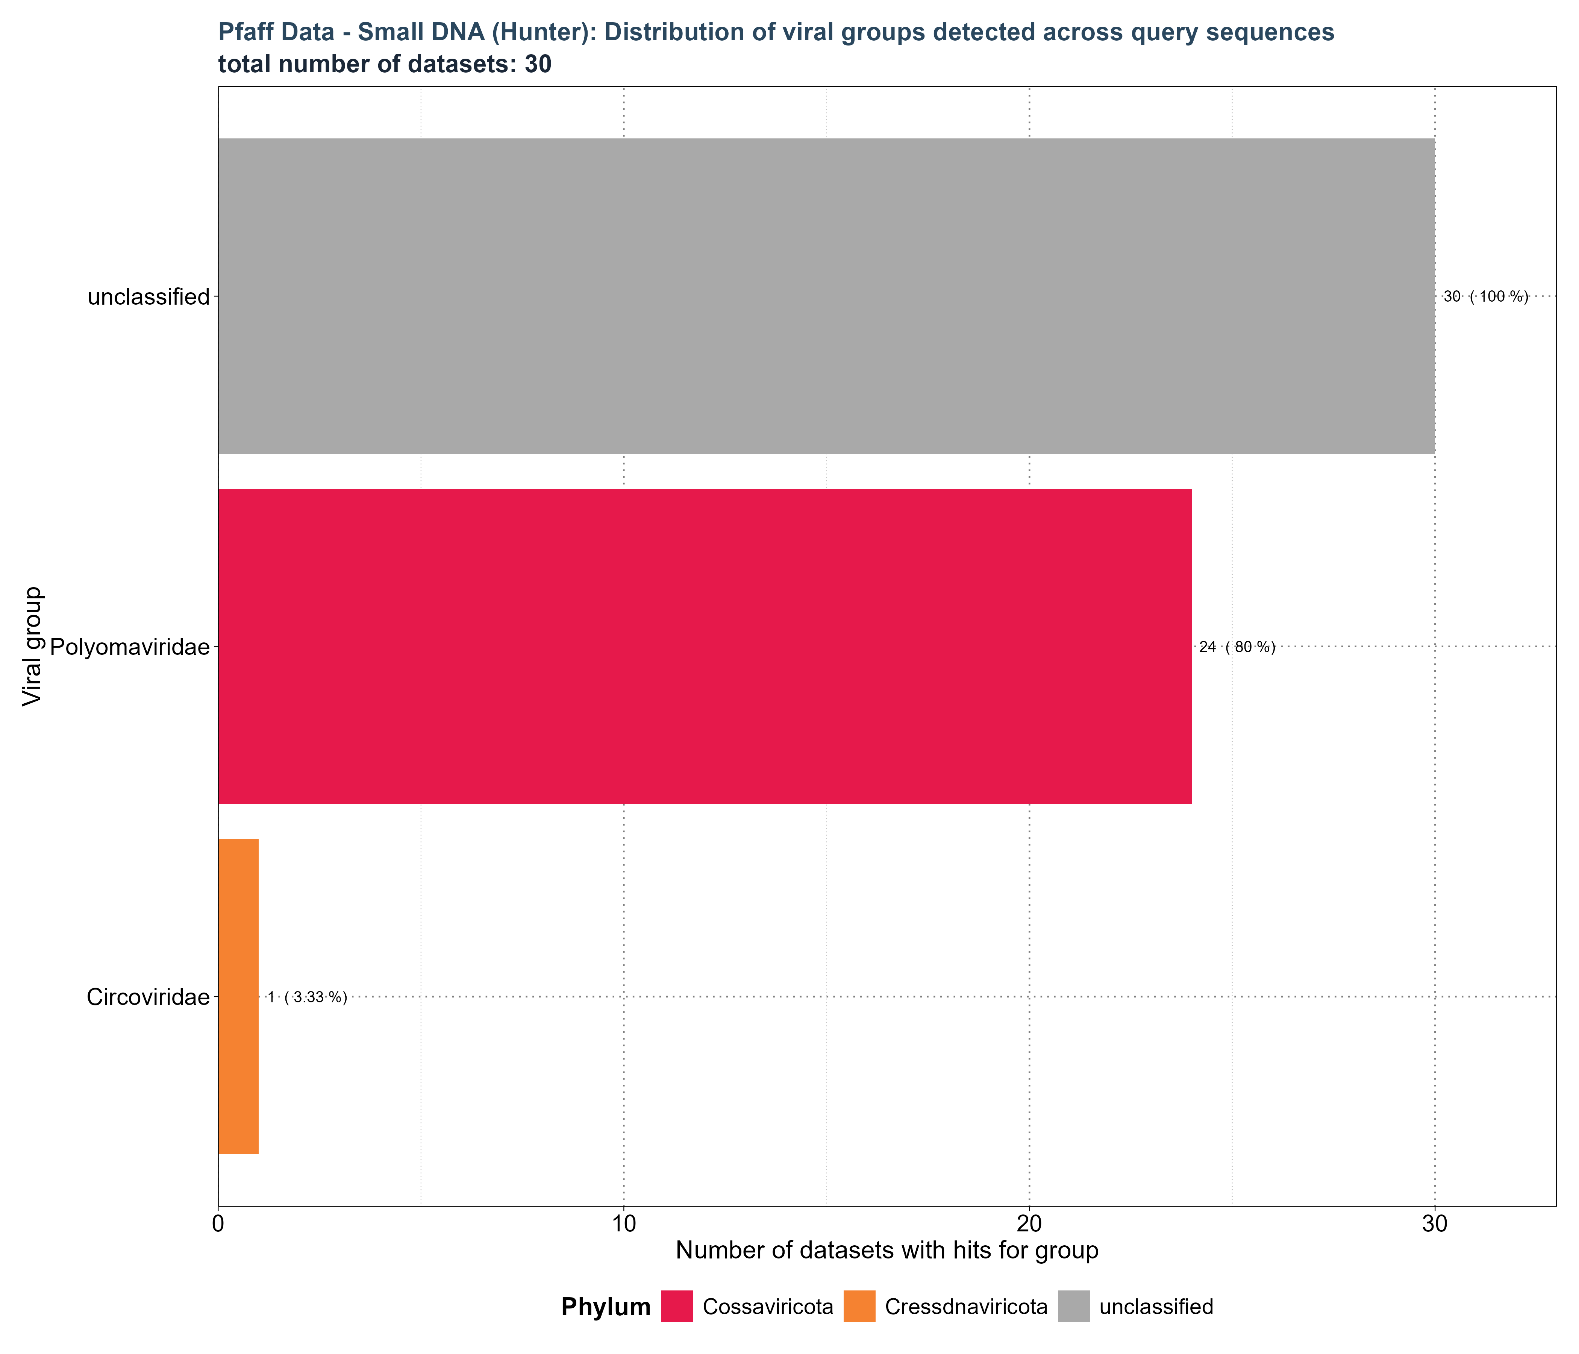 Pfaff Data - Small DNA (Hunter): Distribution of viral groups detected across query sequences
total number of datasets: 30
Viral group
unclassified
30 ( 100 %)
Polyomaviridae
24 ( 80 %)
Circoviridae
1 ( 3.33 %)
0 10 20 30
Number of datasets with hits for group
Phylum Cossaviricota Cressdnaviricota unclassified